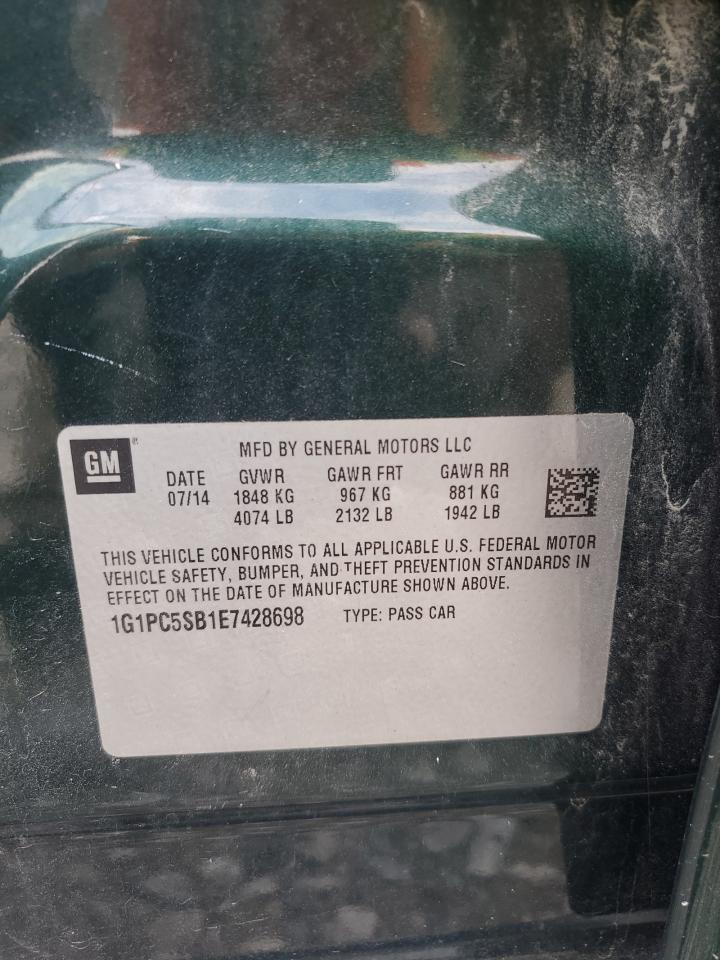 GM
MFD BY GENERAL MOTORS LLC
DATE GVWR GAWR FRT GAWR RR
07/14 1848 KG 967 KG 881 KG
4074 LB 2132 LB 1942 LB
THIS VEHICLE CONFORMS TO ALL APPLICABLE U.S. FEDERAL MOTOR
VEHICLE SAFETY, BUMPER, AND THEFT PREVENTION STANDARDS IN
EFFECT ON THE DATE OF MANUFACTURE SHOWN ABOVE.
1G1PC5SB1E7428698 TYPE: PASS CAR